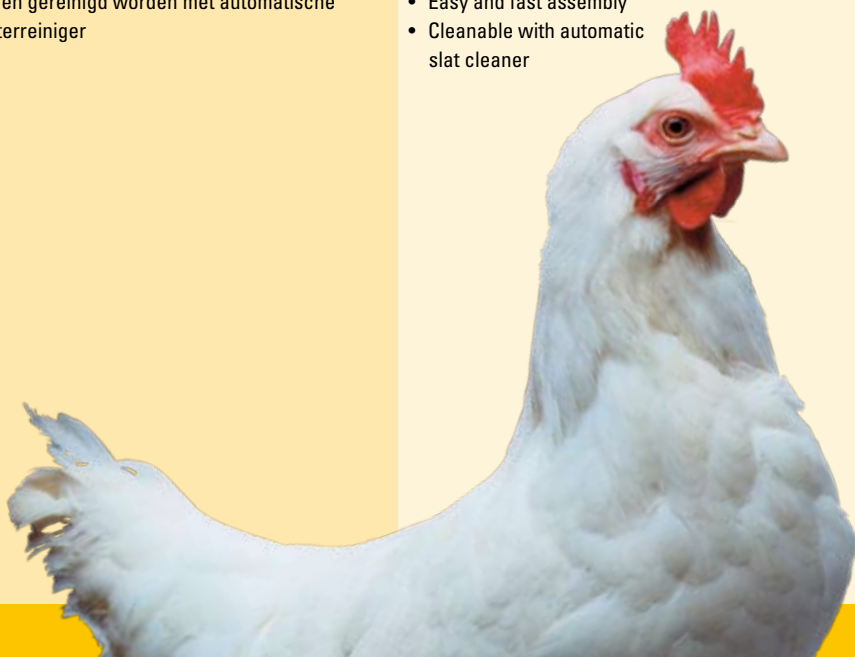 en gereinigd worden met automatische
terreiniger
• Easy and fast assembly
• Cleanable with automatic
slat cleaner